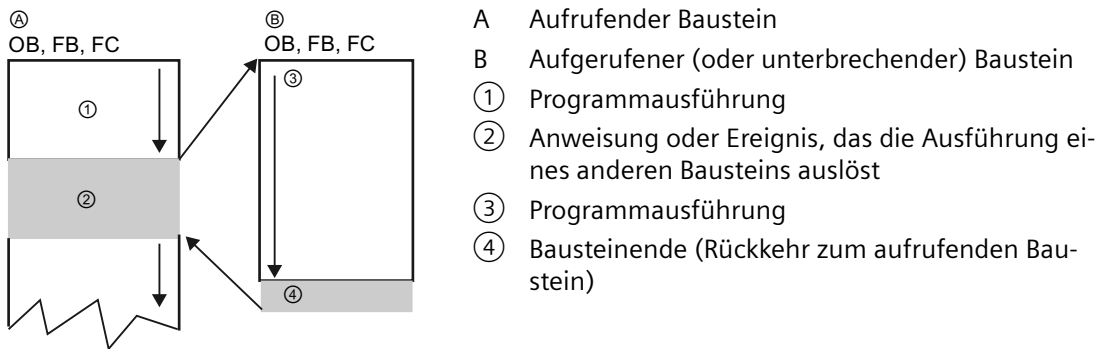 Ⓐ
OB, FB, FC
①
②
Ⓑ
OB, FB, FC
③
④
A Aufrufender Baustein
B Aufgerufener (oder unterbrechender) Baustein
① Programmausführung
② Anweisung oder Ereignis, das die Ausführung ei-
nes anderen Bausteins auslöst
③ Programmausführung
④ Bausteinende (Rückkehr zum aufrufenden Bau-
stein)